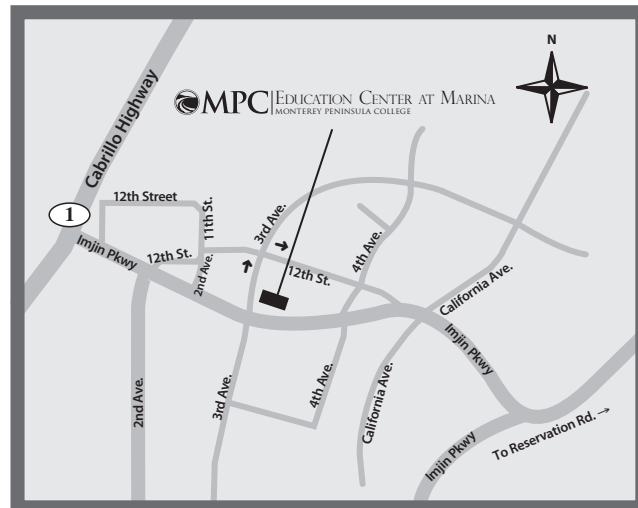 N
MPC EDUCATION CENTER AT MARINA
MONTEREY PENINSULA COLLEGE
Cabrillo Highway
1
12th Street
11th St.
3rd Ave.
Imjin Pkwy
12th St.
2nd Ave.
12th St.
4th Ave.
California Ave.
Imjin Pkwy
2nd Ave.
3rd Ave.
4th Ave.
California Ave.
Imjin Pkwy
To Reservation Rd. →